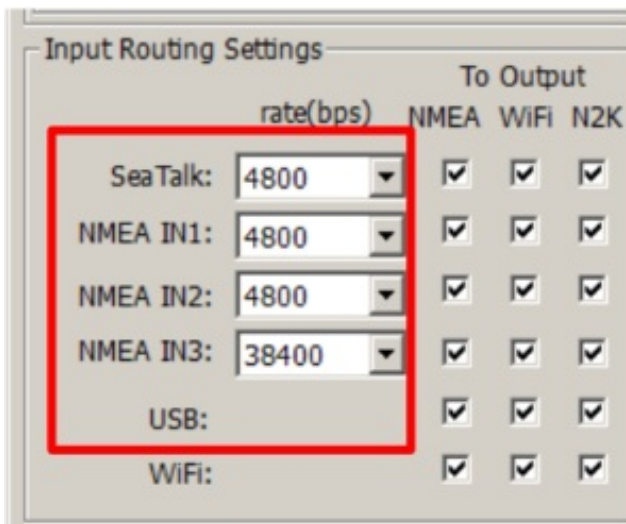 Input Routing Settings
To Output
rate(bps) NMEA WiFi N2K
SeaTalk: 4800
NMEA IN1: 4800
NMEA IN2: 4800
NMEA IN3: 38400
USB:
WiFi: